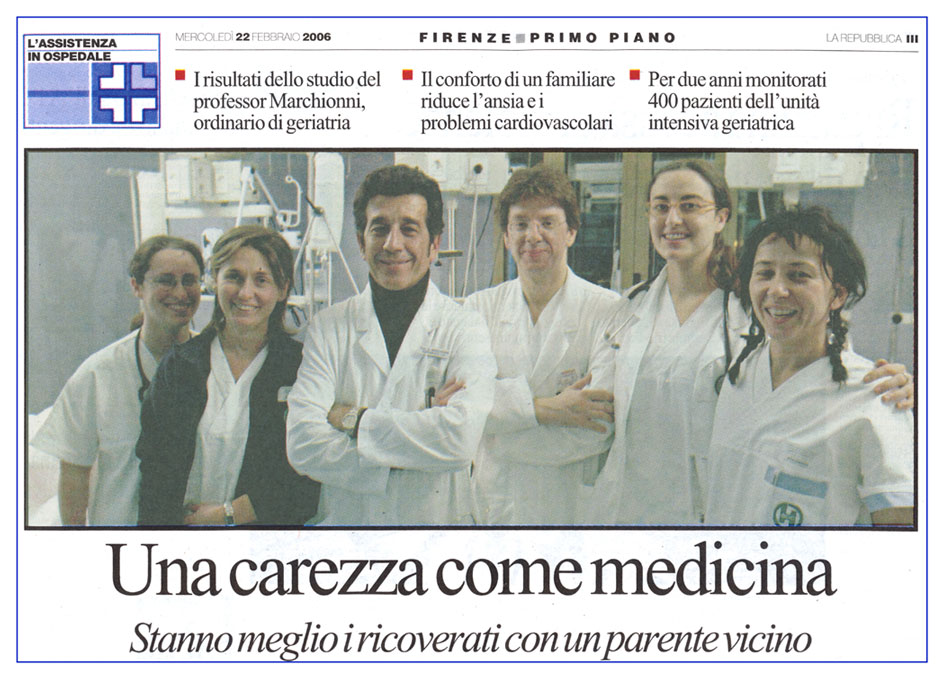 L'ASSISTENZA
IN OSPEDALE
MERCOLEDÌ 22 FEBBRAIO 2006
FIRENZE PRIMO PIANO
LA REPUBBLICA III
I risultati dello studio del
professor Marchionni,
ordinario di geriatria
Il conforto di un familiare
riduce l'ansia e i
problemi cardiovascolari
Per due anni monitorati
400 pazienti dell'unità
intensiva geriatrica
H
Una carezza come medicina
Stanno meglio i ricoverati con un parente vicino